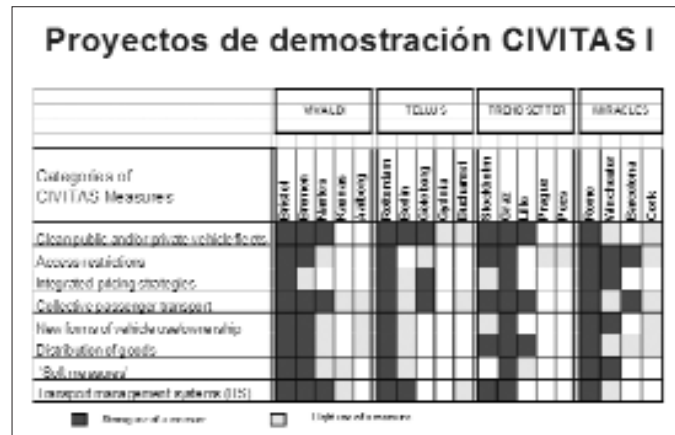 Proyectos de demostración CIVITAS I
VIVALDI TELLUS TREND SETTER MIRACLES
Categories of
CIVITAS Measures
Bristol Bremen Nantes Kaunas Aalborg Rotterdam Berlin Göteborg Gdynia Bucharest Stockholm Graz Lille Prague Pecs Rome Winchester Barcelona Cork
Clean public and/or private vehicle fleets
Access restrictions
Integrated pricing strategies
Collective passenger transport
New forms of vehicle use/ownership
Distribution of goods
"Soft measures"
Transport management systems (ITS)